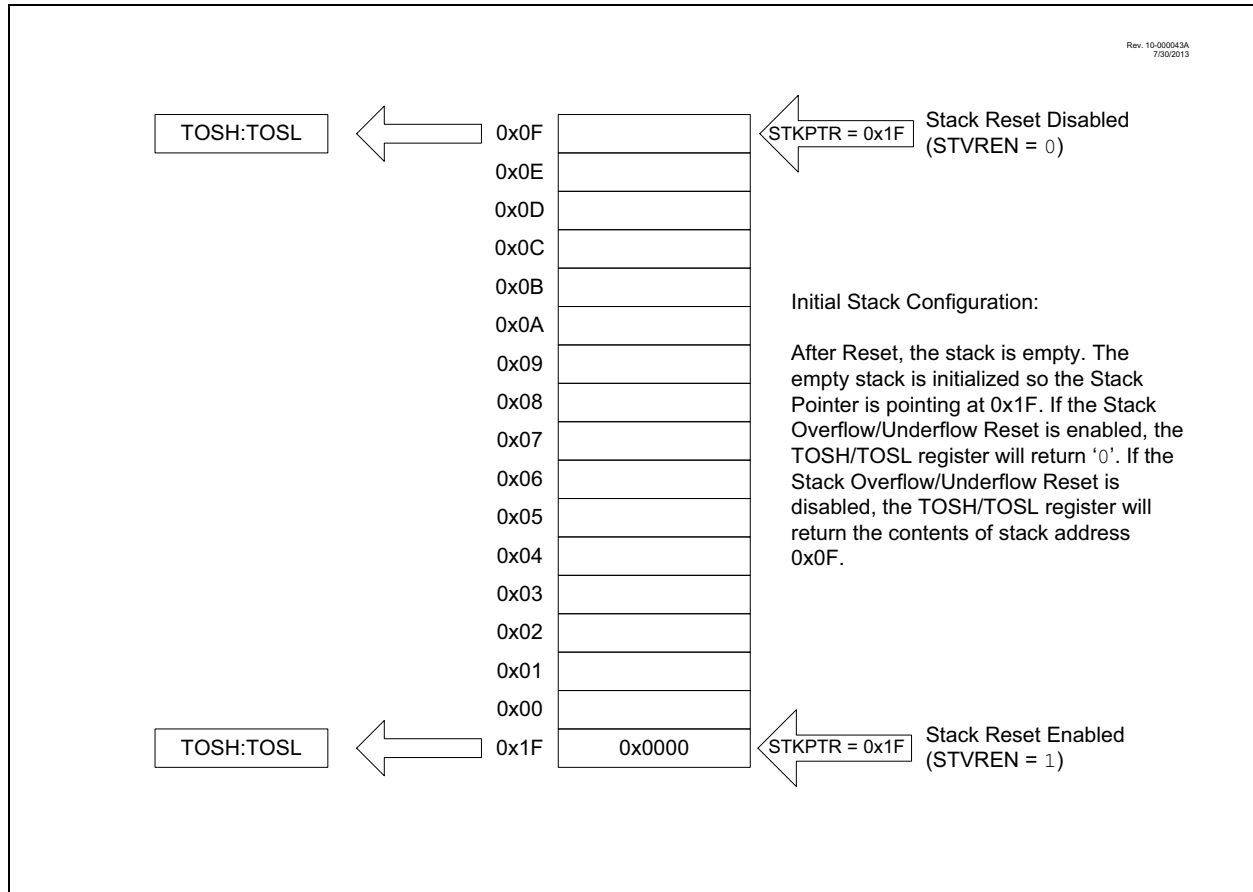 Rev. 10-000043A
7/30/2013
TOSH:TOSL
0x0F
STKPTR = 0x1F
Stack Reset Disabled
(STVREN = 0)
0x0E
0x0D
0x0C
0x0B
0x0A
0x09
0x08
0x07
0x06
0x05
0x04
0x03
0x02
0x01
0x00
Initial Stack Configuration:
After Reset, the stack is empty. The
empty stack is initialized so the Stack
Pointer is pointing at 0x1F. If the Stack
Overflow/Underflow Reset is enabled, the
TOSH/TOSL register will return ‘0’. If the
Stack Overflow/Underflow Reset is
disabled, the TOSH/TOSL register will
return the contents of stack address
0x0F.
TOSH:TOSL
0x1F
0x0000
STKPTR = 0x1F
Stack Reset Enabled
(STVREN = 1)